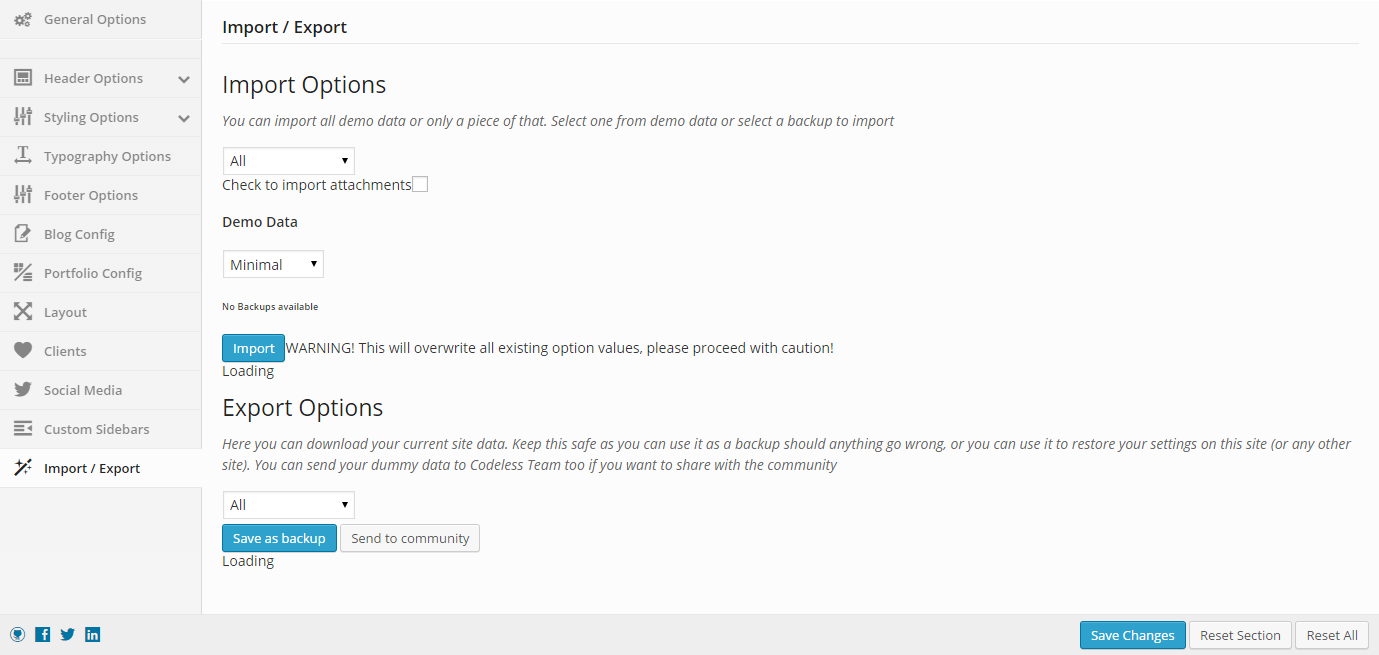 General Options
Header Options
Styling Options
Typography Options
Footer Options
Blog Config
Portfolio Config
Layout
Clients
Social Media
Custom Sidebars
Import / Export
Import / Export
Import Options
You can import all demo data or only a piece of that. Select one from demo data or select a backup to import
All
Check to import attachments
Demo Data
Minimal
No Backups available
Import WARNING! This will overwrite all existing option values, please proceed with caution!
Loading
Export Options
Here you can download your current site data. Keep this safe as you can use it as a backup should anything go wrong, or you can use it to restore your settings on this site (or any other
site). You can send your dummy data to Codeless Team too if you want to share with the community
All
Save as backup Send to community
Loading
Save Changes Reset Section Reset All